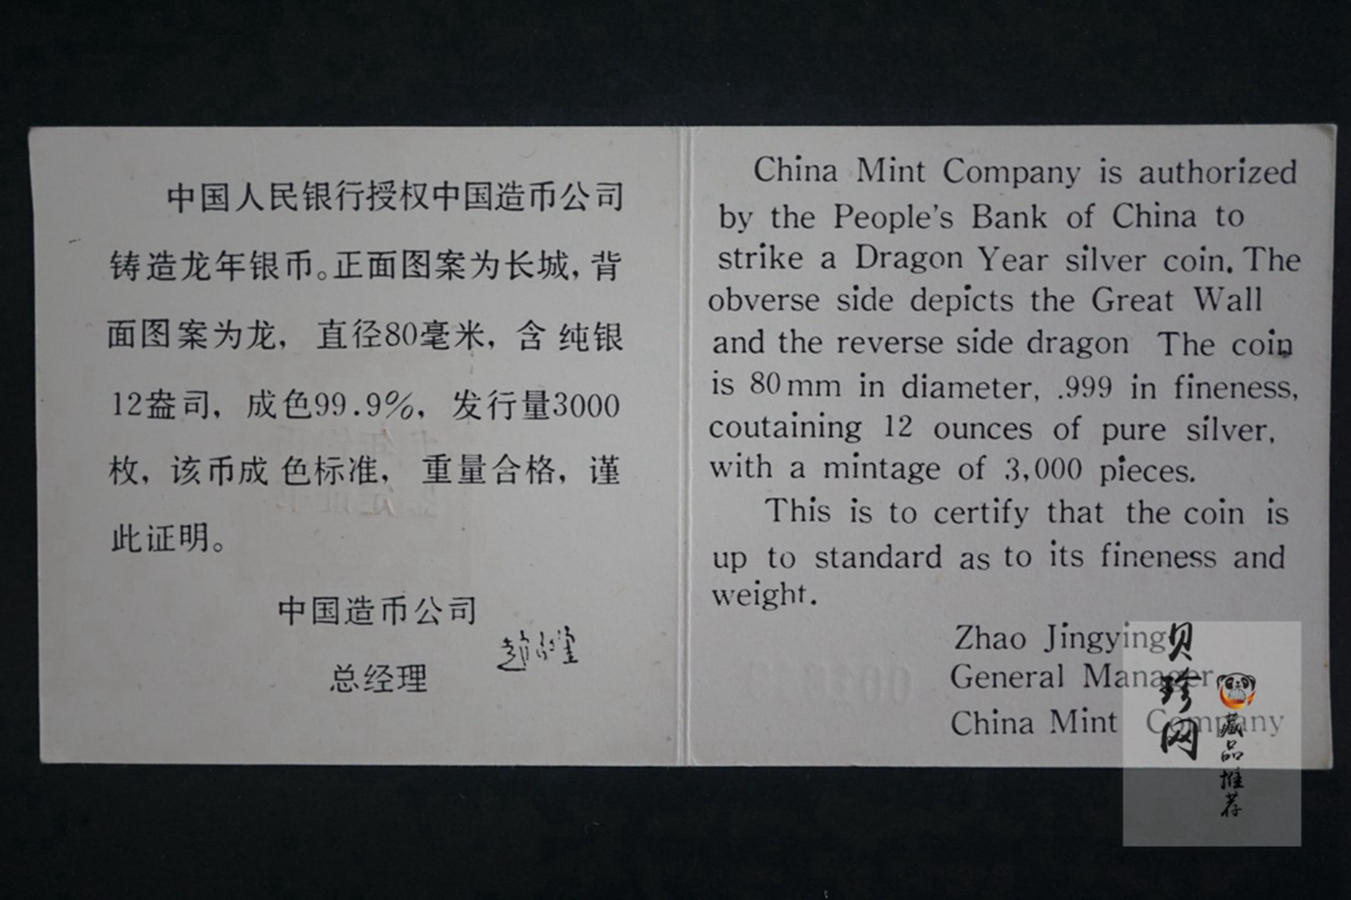 中国人民银行授权中国造币公司
铸造龙年银币。正面图案为长城，背
面图案为龙，直径80毫米，含纯银
12盎司，成色99.9%，发行量3000
枚，该币成色标准，重量合格，谨
此证明。
中国造币公司
总经理
China Mint Company is authorized
by the People's Bank of China to
strike a Dragon Year silver coin. The
obverse side depicts the Great Wall
and the reverse side dragon The coin
is 80mm in diameter, .999 in fineness,
coutaining 12 ounces of pure silver,
with a mintage of 3,000 pieces.
This is to certify that the coin is
up to standard as to its fineness and
weight.
Zhao Jingying
General Manager
China Mint Company
贝珍网
藏品推荐